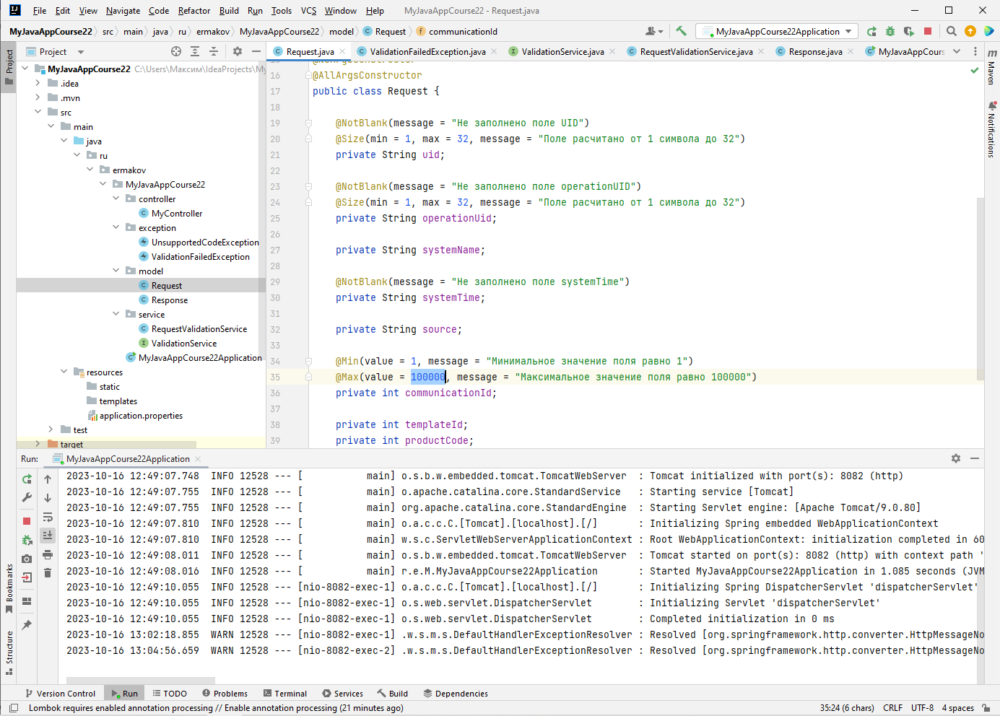 File Edit View Navigate Code Refactor Build Run Tools VCS Window Help MyJavaAppCourse22 - Request.java
MyJavaAppCourse22 src main java ru ermakov MyJavaAppCourse22 model Request communicationId MyJavaAppCourse22Application
Project
Project
Request.java ValidationFailedException.java ValidationService.java RequestValidationService.java Response.java MyJavaAppCours
Maven
Notifications
MyJavaAppCourse22 C:\Users\Максим\IdeaProjects\My
.idea
.mvn
src
main
java
ru
ermakov
MyJavaAppCourse22
controller
MyController
exception
UnsupportedCodeException
ValidationFailedException
model
Request
Response
service
RequestValidationService
ValidationService
MyJavaAppCourse22Application
resources
static
templates
application.properties
test
target
16 @AllArgsConstructor
17 public class Request {
18
19 @NotBlank(message = "Не заполнено поле UID")
20 @Size(min = 1, max = 32, message = "Поле расчитано от 1 символа до 32")
21 private String uid;
22
23 @NotBlank(message = "Не заполнено поле operationUID")
24 @Size(min = 1, max = 32, message = "Поле расчитано от 1 символа до 32")
25 private String operationUid;
26
27 private String systemName;
28
29 @NotBlank(message = "Не заполнено поле systemTime")
30 private String systemTime;
31
32 private String source;
33
34 @Min(value = 1, message = "Минимальное значение поля равно 1")
35 @Max(value = 100000, message = "Максимальное значение поля равно 100000")
36 private int communicationId;
37
38 private int templateId;
39 private int productCode;
Run: MyJavaAppCourse22Application
2023-10-16 12:49:07.748 INFO 12528 --- [ main] o.s.b.w.embedded.tomcat.TomcatWebServer : Tomcat initialized with port(s): 8082 (http)
2023-10-16 12:49:07.755 INFO 12528 --- [ main] o.apache.catalina.core.StandardService : Starting service [Tomcat]
2023-10-16 12:49:07.755 INFO 12528 --- [ main] org.apache.catalina.core.StandardEngine : Starting Servlet engine: [Apache Tomcat/9.0.80]
2023-10-16 12:49:07.810 INFO 12528 --- [ main] o.a.c.c.C.[Tomcat].[localhost].[/] : Initializing Spring embedded WebApplicationContext
2023-10-16 12:49:07.810 INFO 12528 --- [ main] w.s.c.ServletWebServerApplicationContext : Root WebApplicationContext: initialization completed in 60
2023-10-16 12:49:08.011 INFO 12528 --- [ main] o.s.b.w.embedded.tomcat.TomcatWebServer : Tomcat started on port(s): 8082 (http) with context path '
2023-10-16 12:49:08.016 INFO 12528 --- [ main] r.e.M.MyJavaAppCourse22Application : Started MyJavaAppCourse22Application in 1.085 seconds (JVM
2023-10-16 12:49:10.055 INFO 12528 --- [nio-8082-exec-1] o.a.c.c.C.[Tomcat].[localhost].[/] : Initializing Spring DispatcherServlet 'dispatcherServlet'
2023-10-16 12:49:10.055 INFO 12528 --- [nio-8082-exec-1] o.s.web.servlet.DispatcherServlet : Initializing Servlet 'dispatcherServlet'
2023-10-16 12:49:10.055 INFO 12528 --- [nio-8082-exec-1] o.s.web.servlet.DispatcherServlet : Completed initialization in 0 ms
2023-10-16 13:02:18.855 WARN 12528 --- [nio-8082-exec-1] .w.s.m.s.DefaultHandlerExceptionResolver : Resolved [org.springframework.http.converter.HttpMessageNo
2023-10-16 13:04:56.659 WARN 12528 --- [nio-8082-exec-2] .w.s.m.s.DefaultHandlerExceptionResolver : Resolved [org.springframework.http.converter.HttpMessageNo
Bookmarks
Structure
Version Control Run TODO Problems Terminal Services Build Dependencies
Lombok requires enabled annotation processing // Enable annotation processing (21 minutes ago) 35:24 (6 chars) CRLF UTF-8 4 spaces